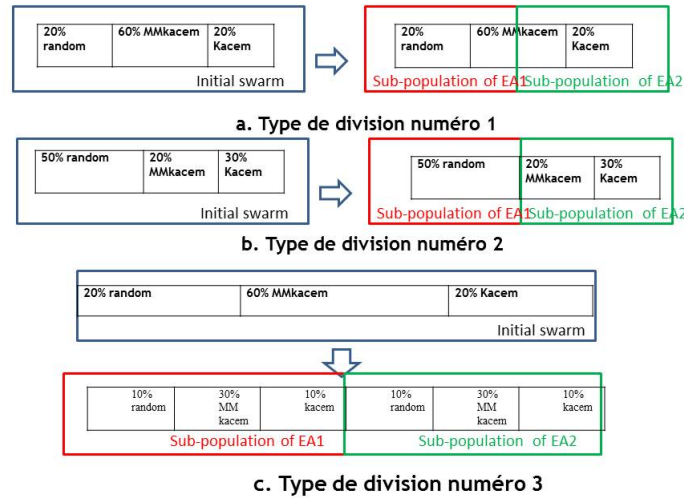 20% random 60% MMkacem 20% Kacem
Initial swarm
20% random 60% MMkacem 20% Kacem
Sub-population of EA1 Sub-population of EA2
a. Type de division numéro 1
50% random 20% MMkacem 30% Kacem
Initial swarm
50% random 20% MMkacem 30% Kacem
Sub-population of EA1 Sub-population of EA2
b. Type de division numéro 2
20% random 60% MMkacem 20% Kacem
Initial swarm
10% random 30% MM kacem 10% kacem 10% random 30% MM kacem 10% kacem
Sub-population of EA1 Sub-population of EA2
c. Type de division numéro 3